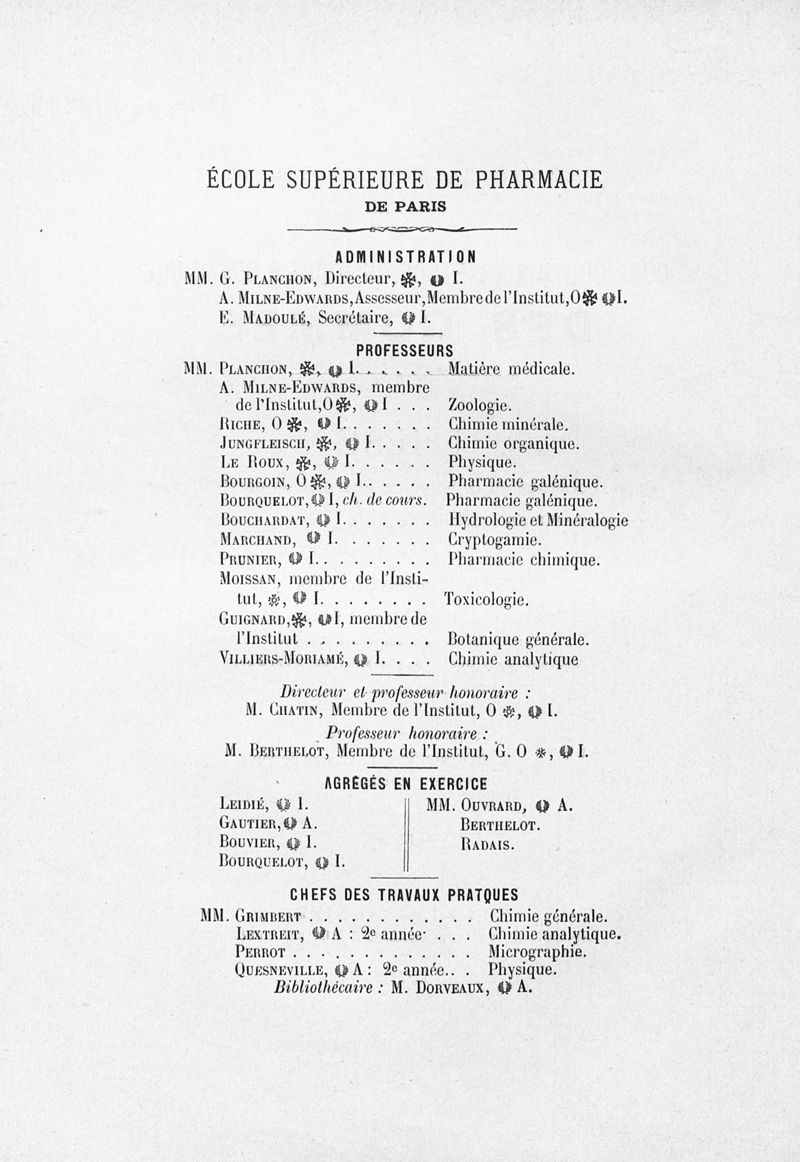 ÉCOLE SUPÉRIEURE DE PHARMACIE
DE PARIS
ADMINISTRATION
MM. G. PLANCHON, Directeur, ❉, ❦ I.
A. MILNE-EDWARDS, Assesseur, Membre de l'Institut, O ❉ ❦ I.
E. MADOULÉ, Secrétaire, ❦ I.
PROFESSEURS
MM. PLANCHON, ❉, ❦ I. . . . . . Matière médicale.
A. MILNE-EDWARDS, membre
de l'Institut, O ❉, ❦ I . . . Zoologie.
RICHE, O ❉, ❦ I. . . . . . . Chimie minérale.
JUNGFLEISCH, ❉, ❦ I. . . . . Chimie organique.
LE ROUX, ❉, ❦ I. . . . . . Physique.
BOURGOIN, O ❉, ❦ I. . . . . . Pharmacie galénique.
BOURQUELOT, ❦ I, ch. de cours. Pharmacie galénique.
BOUCHARDAT, ❦ I. . . . . . . Hydrologie et Minéralogie
MARCHAND, ❦ I. . . . . . . Cryptogamie.
PRUNIER, ❦ I. . . . . . . . . Pharmacie chimique.
MOISSAN, membre de l'Insti-
tut, ❉, ❦ I. . . . . . . . Toxicologie.
GUIGNARD, ❉, ❦ I, membre de
l'Institut . . . . . . . . . Botanique générale.
VILLIERS-MORIAMÉ, ❦ I. . . . Chimie analytique
Directeur et professeur honoraire :
M. CHATIN, Membre de l'Institut, O ❉, ❦ I.
Professeur honoraire :
M. BERTHELOT, Membre de l'Institut, G. O ❉, ❦ I.
AGRÉGÉS EN EXERCICE
LEIDIÉ, ❦ I.
GAUTIER, ❦ A.
BOUVIER, ❦ I.
BOURQUELOT, ❦ I.
MM. OUVRARD, ❦ A.
BERTHELOT.
RADAIS.
CHEFS DES TRAVAUX PRATQUES
MM. GRIMBERT . . . . . . . . . . . . Chimie générale.
LEXTREIT, ❦ A : 2e année . . . Chimie analytique.
PERROT . . . . . . . . . . . . . Micrographie.
QUESNEVILLE, ❦ A : 2e année. . . Physique.
Bibliothécaire : M. DORVEAUX, ❦ A.